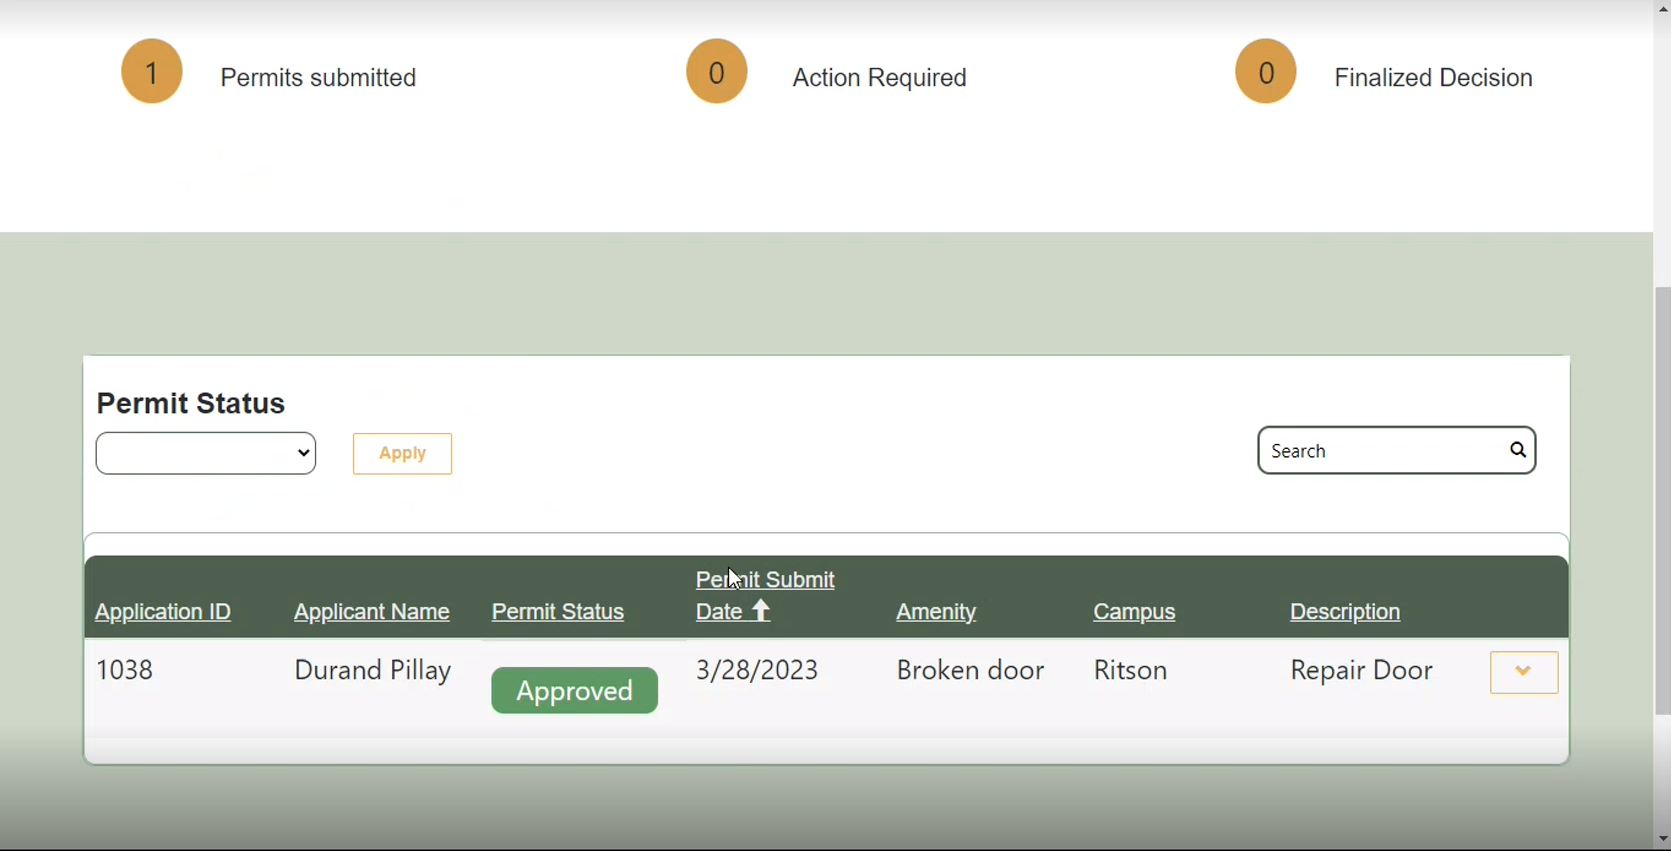 1 Permits submitted 0 Action Required 0 Finalized Decision
Permit Status
Apply Search
Permit Submit
Application ID Applicant Name Permit Status Date Amenity Campus Description
1038 Durand Pillay Approved 3/28/2023 Broken door Ritson Repair Door